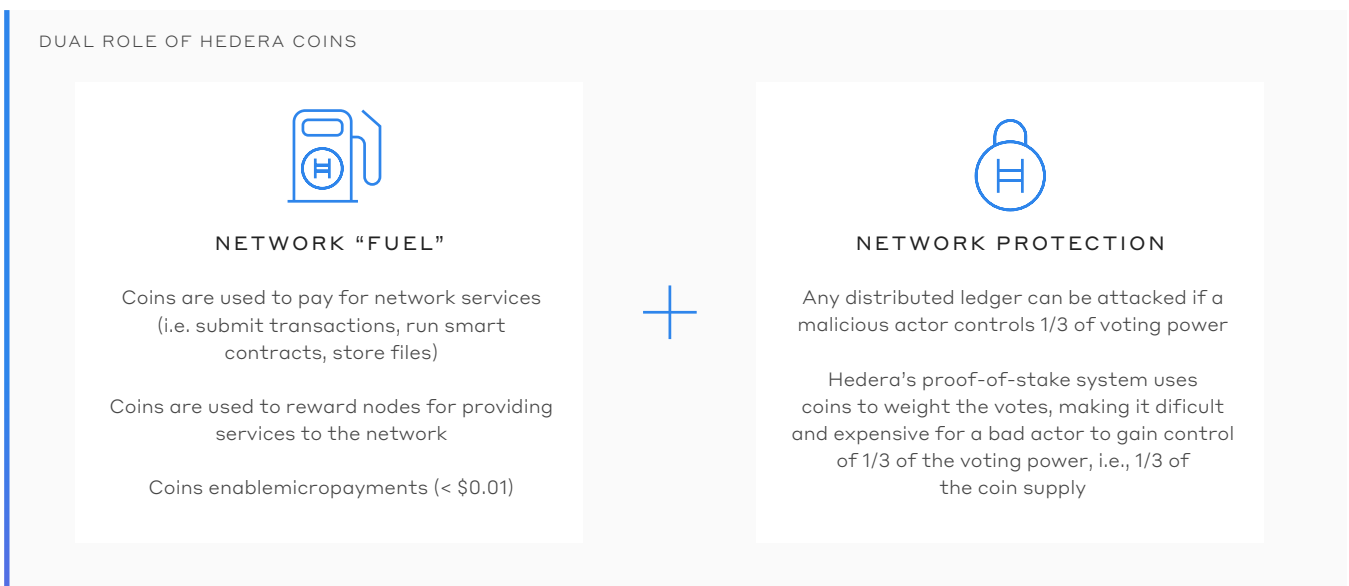 DUAL ROLE OF HEDERA COINS
NETWORK “FUEL”
Coins are used to pay for network services
(i.e. submit transactions, run smart
contracts, store files)
Coins are used to reward nodes for providing
services to the network
Coins enablemicropayments (< $0.01)
NETWORK PROTECTION
Any distributed ledger can be attacked if a
malicious actor controls 1/3 of voting power
Hedera’s proof-of-stake system uses
coins to weight the votes, making it dificult
and expensive for a bad actor to gain control
of 1/3 of the voting power, i.e., 1/3 of
the coin supply